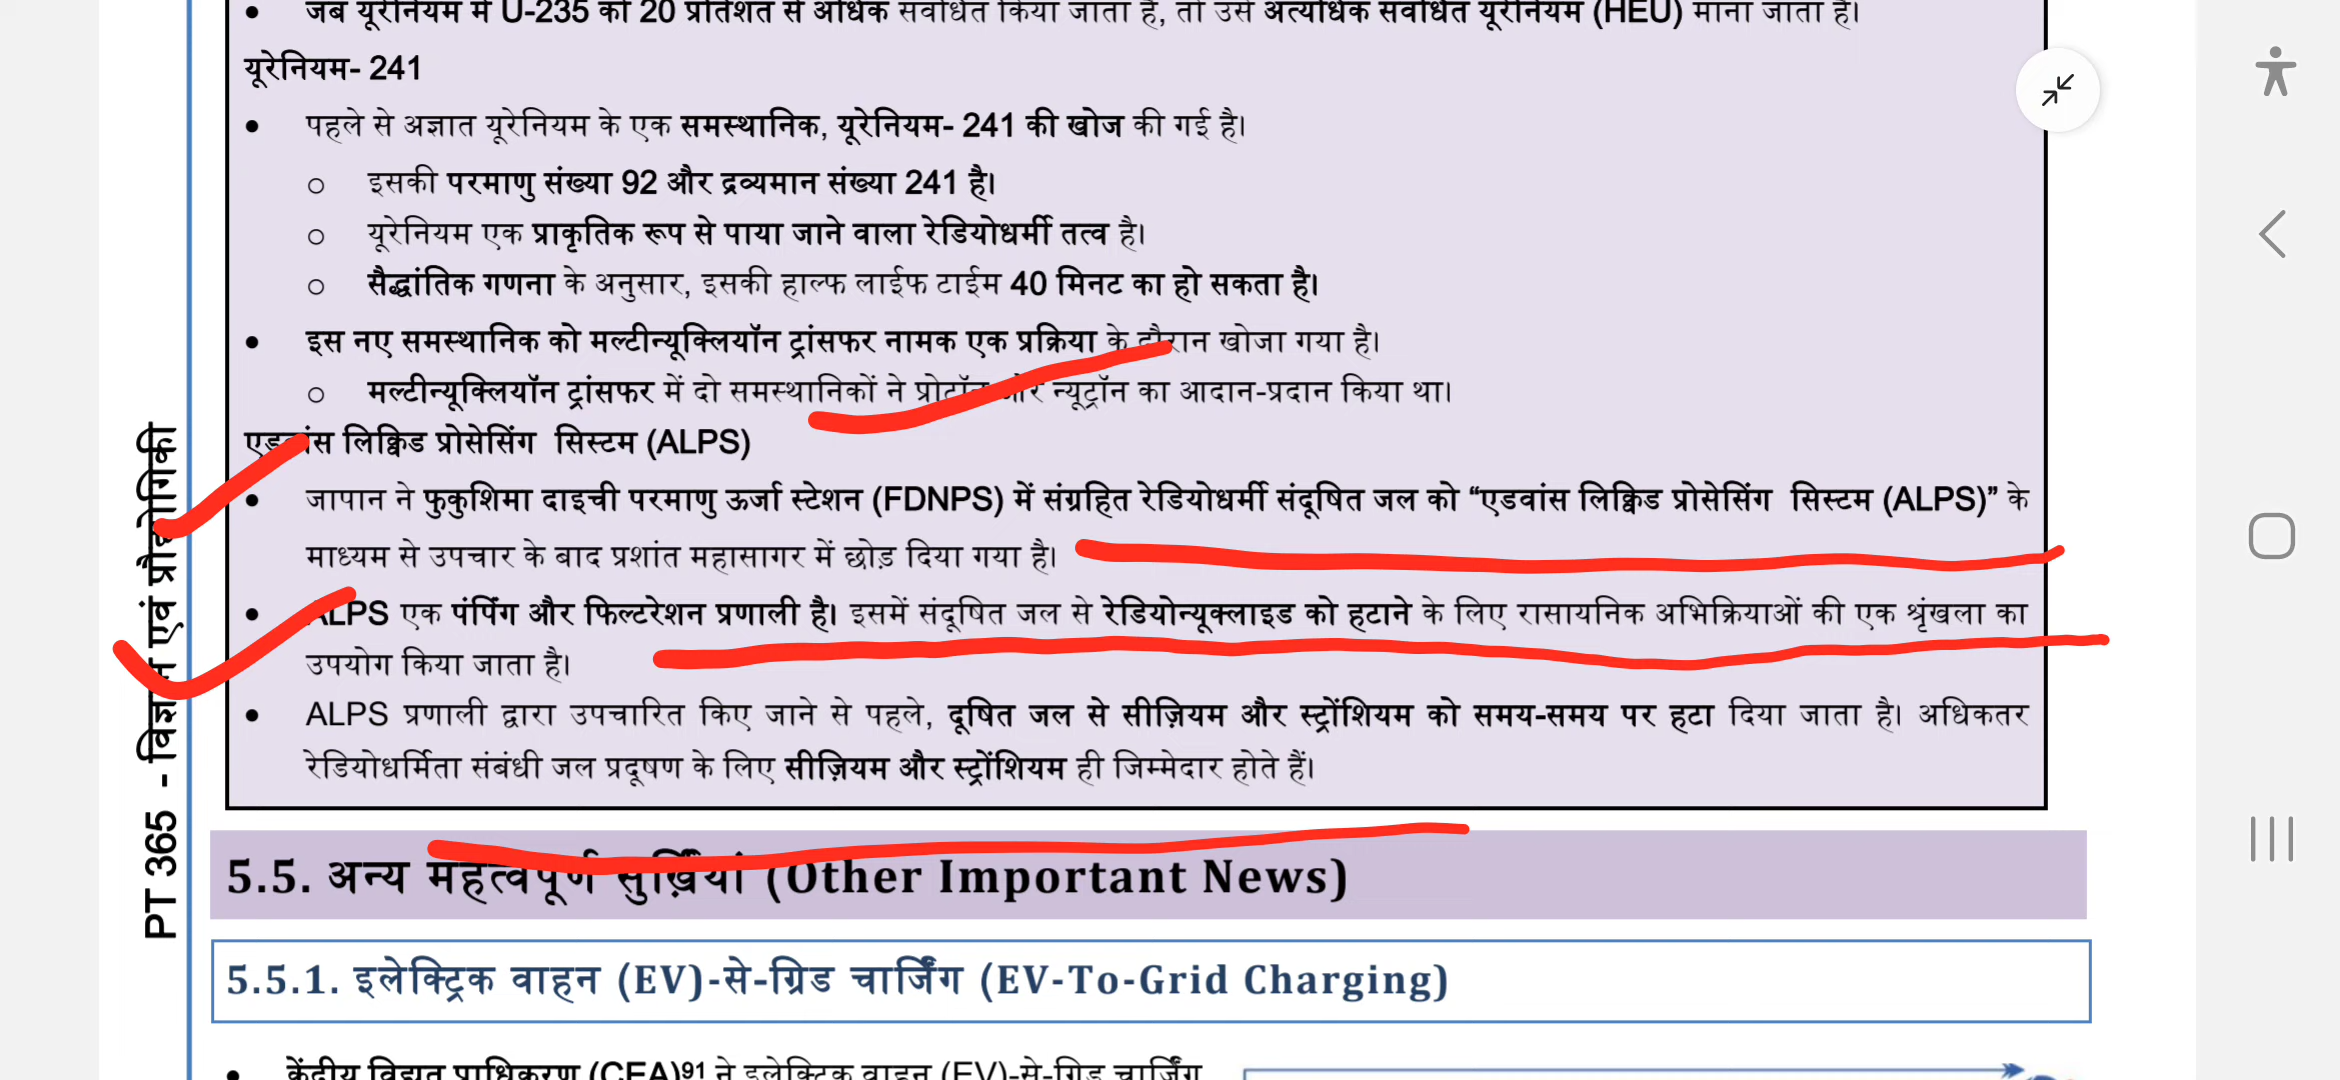 जब यूरेनियम में U-235 को 20 प्रतिशत से अधिक संवर्धित किया जाता है, तो उसे अत्यधिक संवर्धित यूरेनियम (HEU) माना जाता है।
यूरेनियम- 241
पहले से अज्ञात यूरेनियम के एक समस्थानिक, यूरेनियम- 241 की खोज की गई है।
इसकी परमाणु संख्या 92 और द्रव्यमान संख्या 241 है।
यूरेनियम एक प्राकृतिक रूप से पाया जाने वाला रेडियोधर्मी तत्व है।
सैद्धांतिक गणना के अनुसार, इसकी हाल्फ लाईफ टाईम 40 मिनट का हो सकता है।
इस नए समस्थानिक को मल्टीन्यूक्लियॉन ट्रांसफर नामक एक प्रक्रिया के दौरान खोजा गया है।
मल्टीन्यूक्लियॉन ट्रांसफर में दो समस्थानिकों ने प्रोटॉन और न्यूट्रॉन का आदान-प्रदान किया था।
एडवांस लिक्विड प्रोसेसिंग सिस्टम (ALPS)
जापान ने फुकुशिमा दाइची परमाणु ऊर्जा स्टेशन (FDNPS) में संग्रहित रेडियोधर्मी संदूषित जल को “एडवांस लिक्विड प्रोसेसिंग सिस्टम (ALPS)” के
माध्यम से उपचार के बाद प्रशांत महासागर में छोड़ दिया गया है।
ALPS एक पंपिंग और फिल्टरेशन प्रणाली है। इसमें संदूषित जल से रेडियोन्यूक्लाइड को हटाने के लिए रासायनिक अभिक्रियाओं की एक श्रृंखला का
उपयोग किया जाता है।
ALPS प्रणाली द्वारा उपचारित किए जाने से पहले, दूषित जल से सीज़ियम और स्ट्रोंशियम को समय-समय पर हटा दिया जाता है। अधिकतर
रेडियोधर्मिता संबंधी जल प्रदूषण के लिए सीज़ियम और स्ट्रोंशियम ही जिम्मेदार होते हैं।
PT 365 - विज्ञान एवं प्रौद्योगिकी
5.5. अन्य महत्वपूर्ण सुर्ख़ियां (Other Important News)
5.5.1. इलेक्ट्रिक वाहन (EV)-से-ग्रिड चार्जिंग (EV-To-Grid Charging)
केंद्रीय विद्युत प्राधिकरण (CEA)91 ने इलेक्ट्रिक वाहन (EV)-से-ग्रिड चार्जिंग